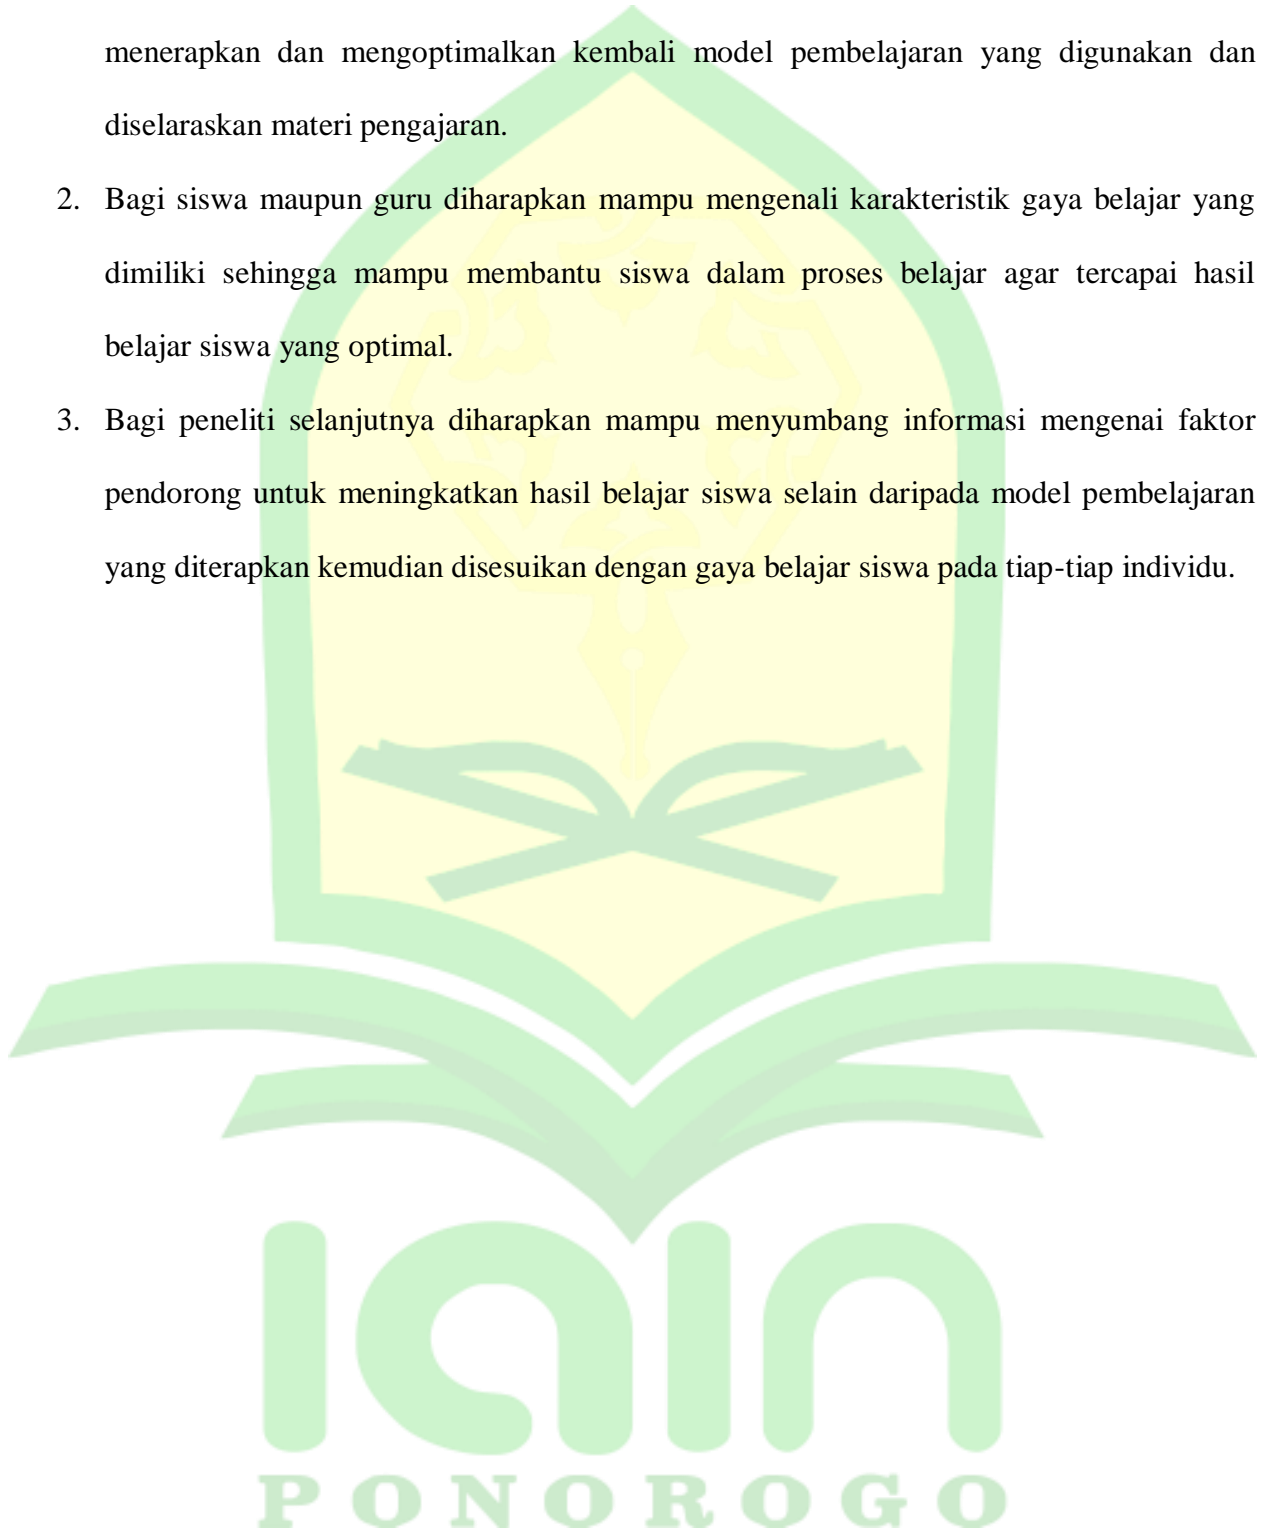 menerapkan dan mengoptimalkan kembali model pembelajaran yang digunakan dan
diselaraskan materi pengajaran.
2. Bagi siswa maupun guru diharapkan mampu mengenali karakteristik gaya belajar yang
dimiliki sehingga mampu membantu siswa dalam proses belajar agar tercapai hasil
belajar siswa yang optimal.
3. Bagi peneliti selanjutnya diharapkan mampu menyumbang informasi mengenai faktor
pendorong untuk meningkatkan hasil belajar siswa selain daripada model pembelajaran
yang diterapkan kemudian disesuikan dengan gaya belajar siswa pada tiap-tiap individu.
iain
PONOROGO